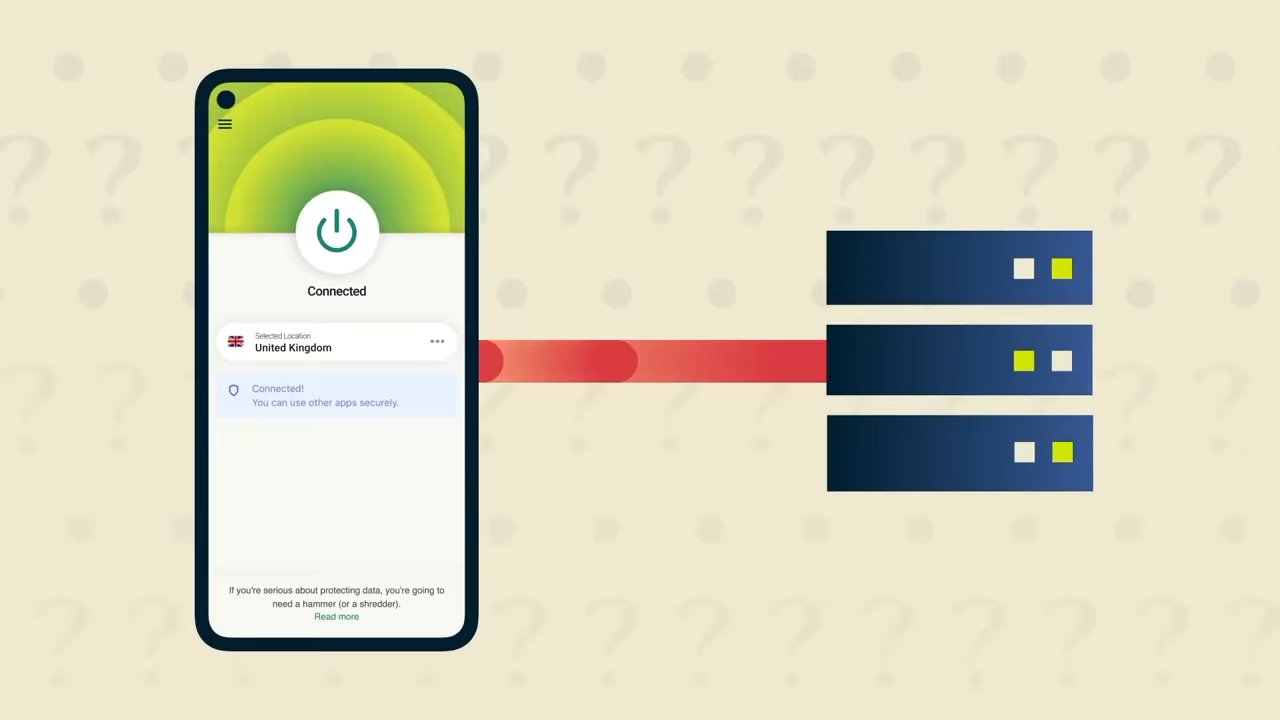 Connected
Selected Location
United Kingdom
Connected!
You can use other apps securely.
If you're serious about protecting data, you're going to
need a hammer (or a shredder).
Read more